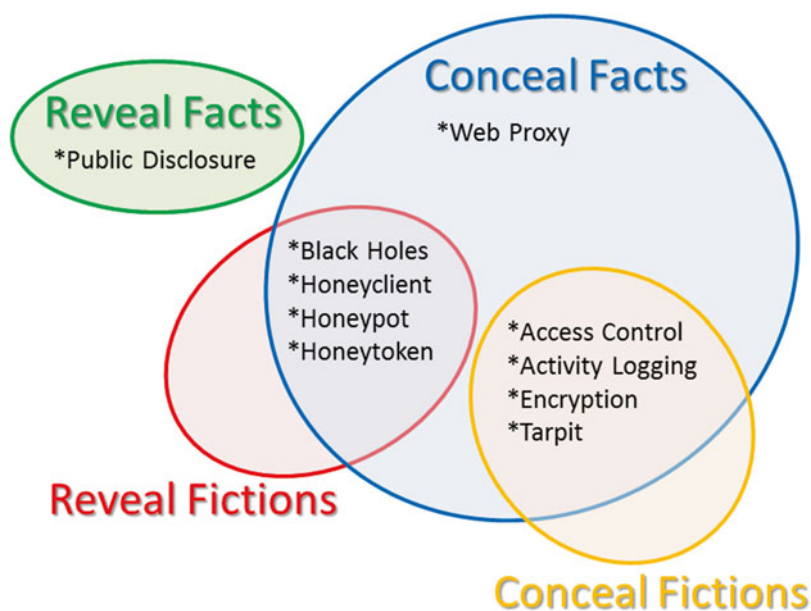 Conceal Facts
*Web Proxy
Reveal Facts
*Public Disclosure
*Black Holes
*Honeyclient
*Honeypot
*Honeytoken
*Access Control
*Activity Logging
*Encryption
*Tarpit
Reveal Fictions
Conceal Fictions